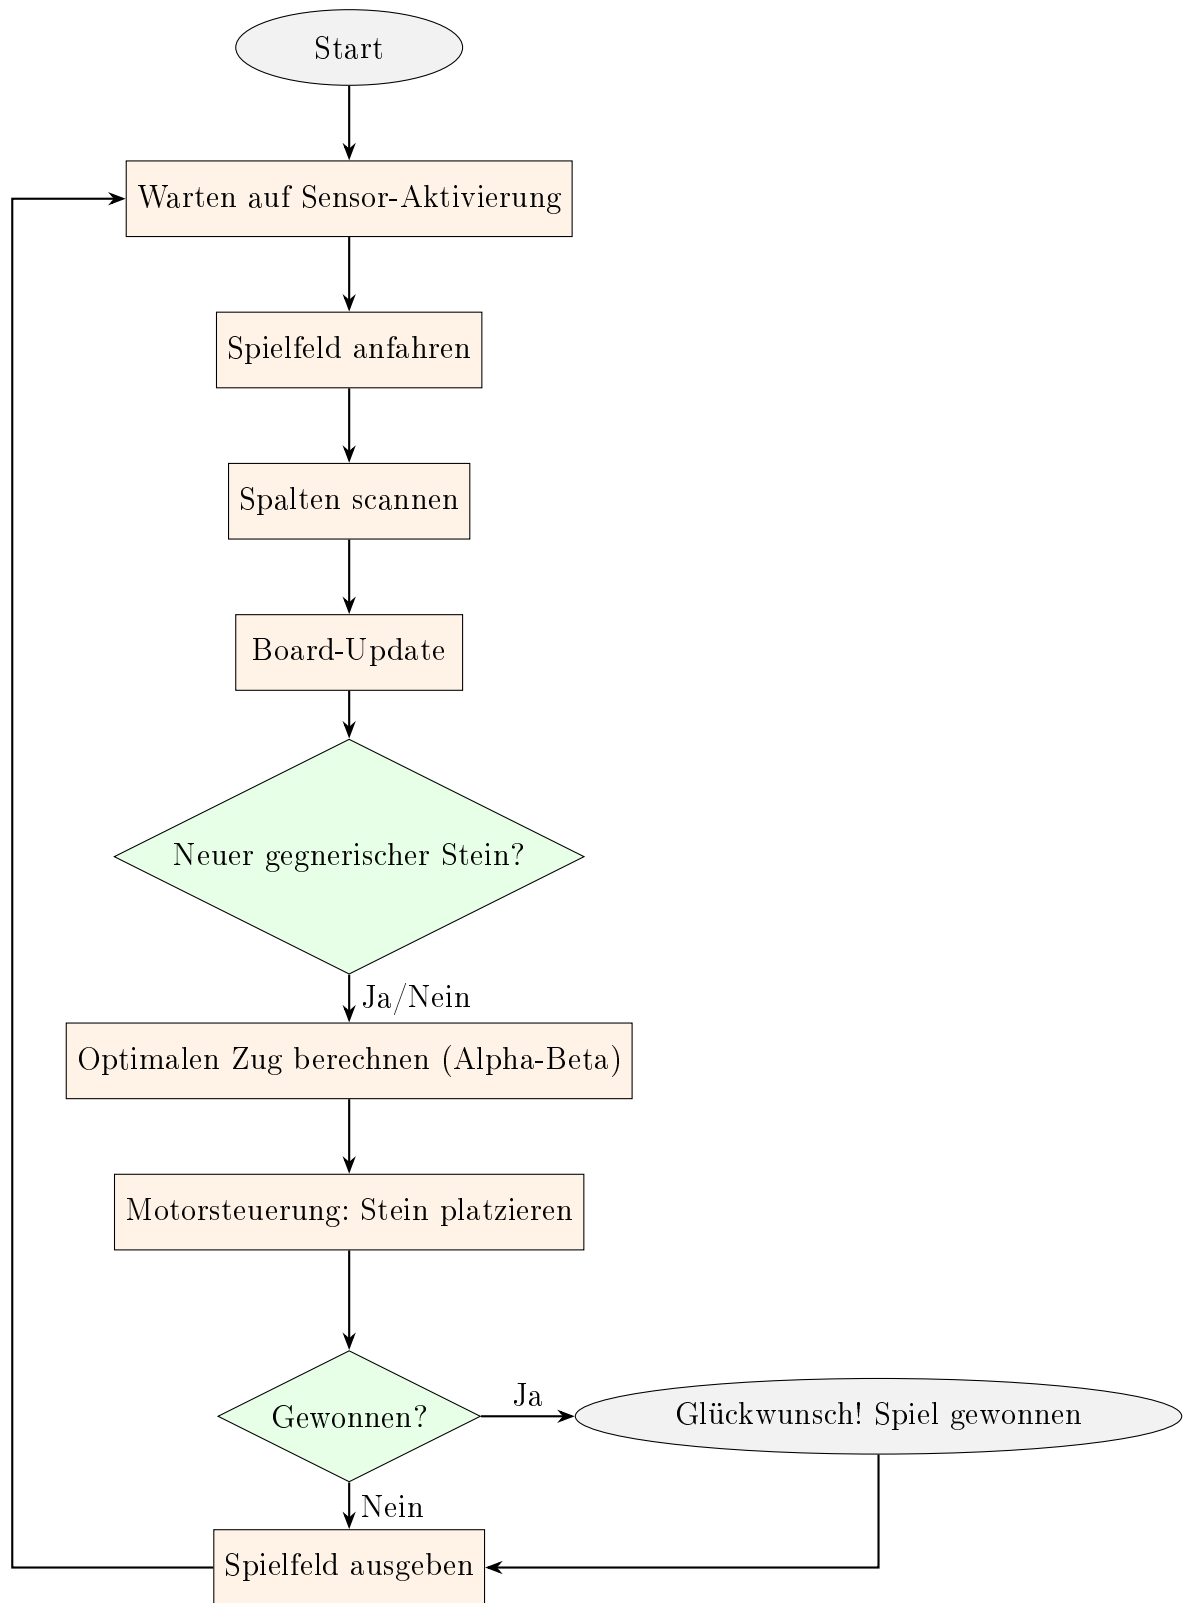 Start
Warten auf Sensor-Aktivierung
Spielfeld anfahren
Spalten scannen
Board-Update
Neuer gegnerischer Stein?
Ja/Nein
Optimalen Zug berechnen (Alpha-Beta)
Motorsteuerung: Stein platzieren
Gewonnen?
Ja
Glückwunsch! Spiel gewonnen
Nein
Spielfeld ausgeben